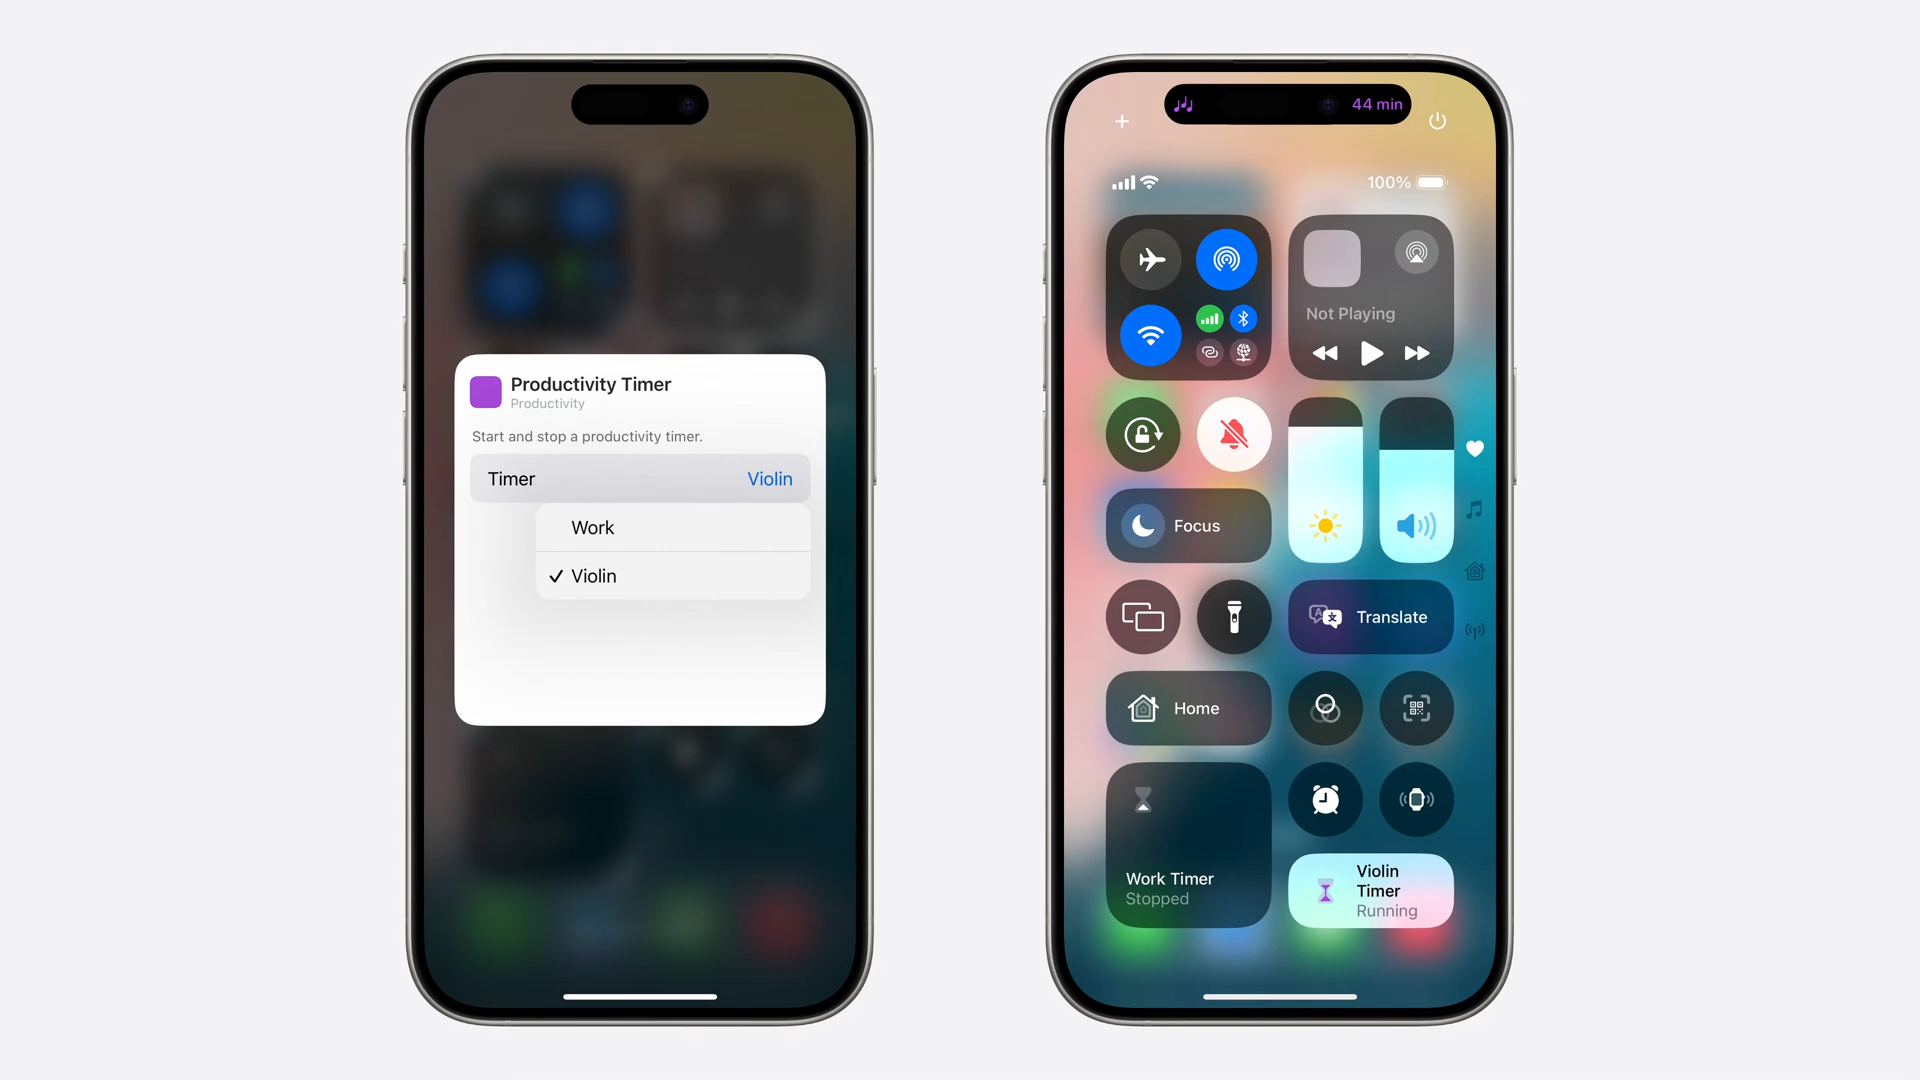 Productivity Timer
Productivity
Start and stop a productivity timer.
Timer
Violin
Work
Violin
44 min
100%
Not Playing
Focus
Translate
Home
Work Timer
Stopped
Violin
Timer
Running